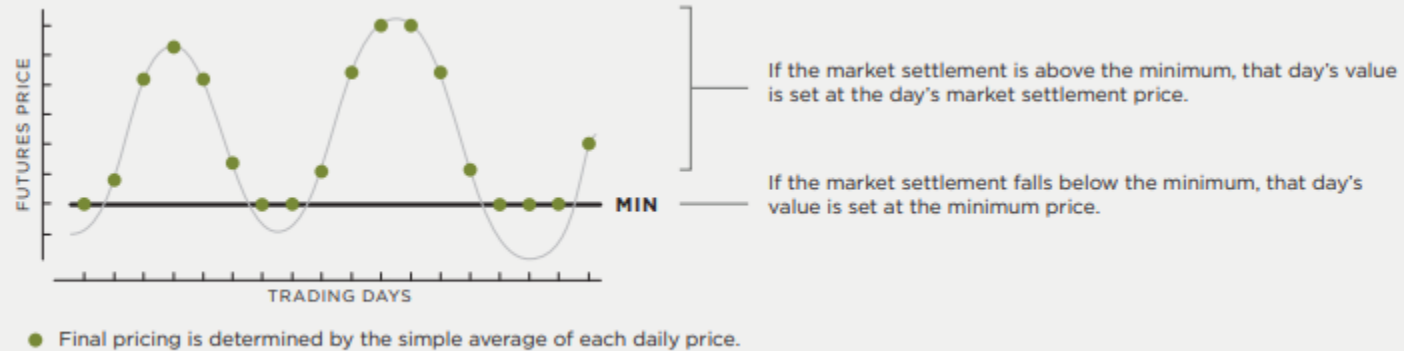 FUTURES PRICE
If the market settlement is above the minimum, that day's value
is set at the day's market settlement price.
If the market settlement falls below the minimum, that day's
value is set at the minimum price.
MIN
TRADING DAYS
Final pricing is determined by the simple average of each daily price.